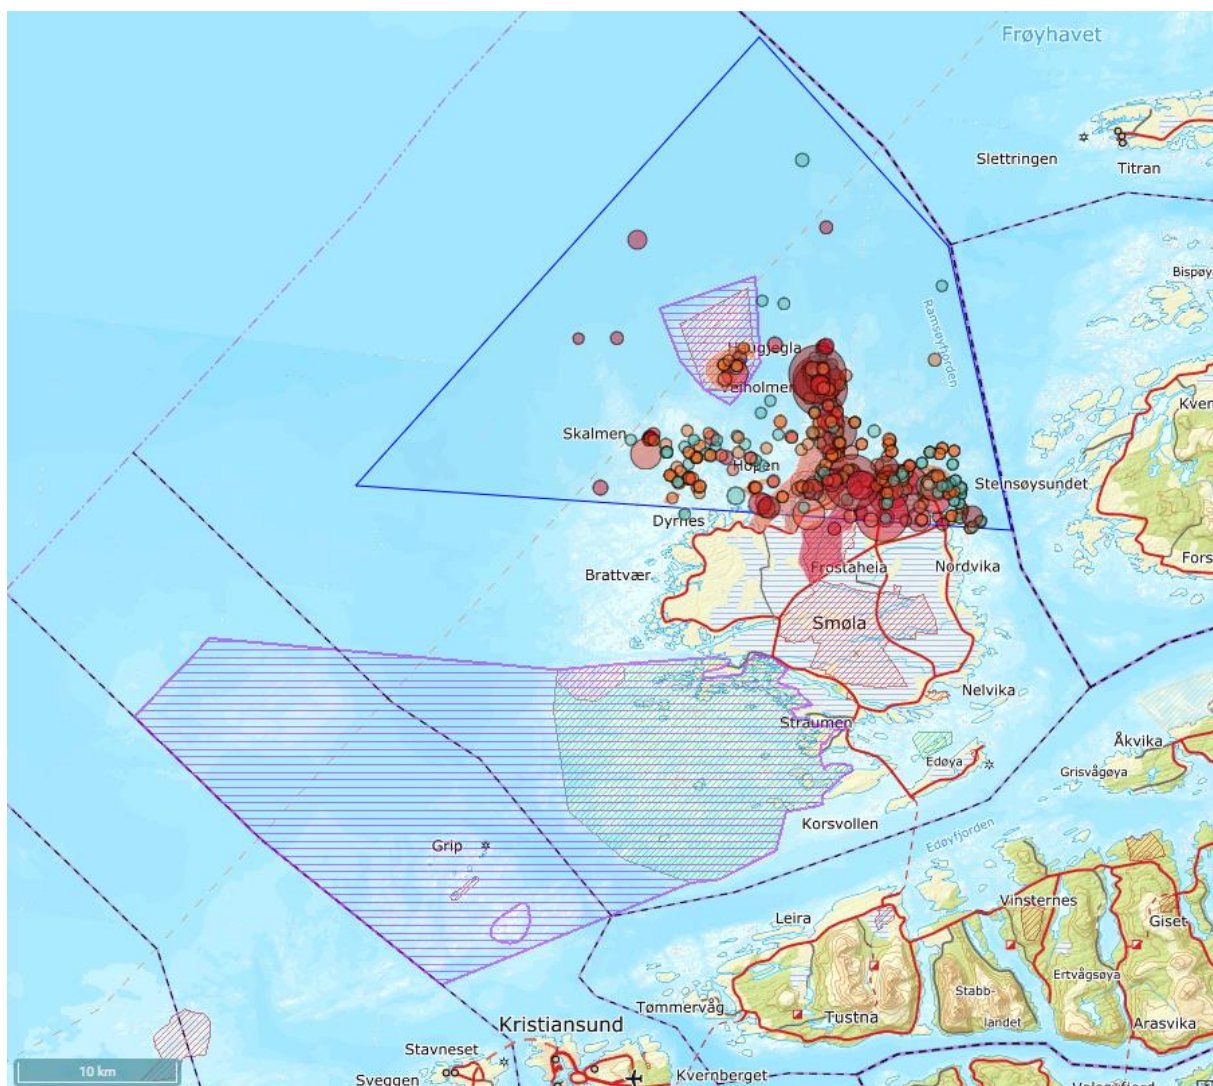 Frøyhavet
Slettringen
Titran
Bispøy
Ramsøyfjorden
Haugjegla
Veiholmen
Kver
Skalmen
Hopen
Steinsøysundet
Dyrnes
Fors
Brattvær
Frostaheia
Nordvika
Smøla
Nelvika
Straumen
Åkvika
Edøya
Grisvågøya
Korsvollen
Edøyfjorden
Grip
Vinsternes
Leira
Giset
Ertvågsøya
Stabb-
landet
Tømmervåg
Tustna
Arasvika
Kristiansund
Stavneset
10 km
Sveggen
Kvernberget